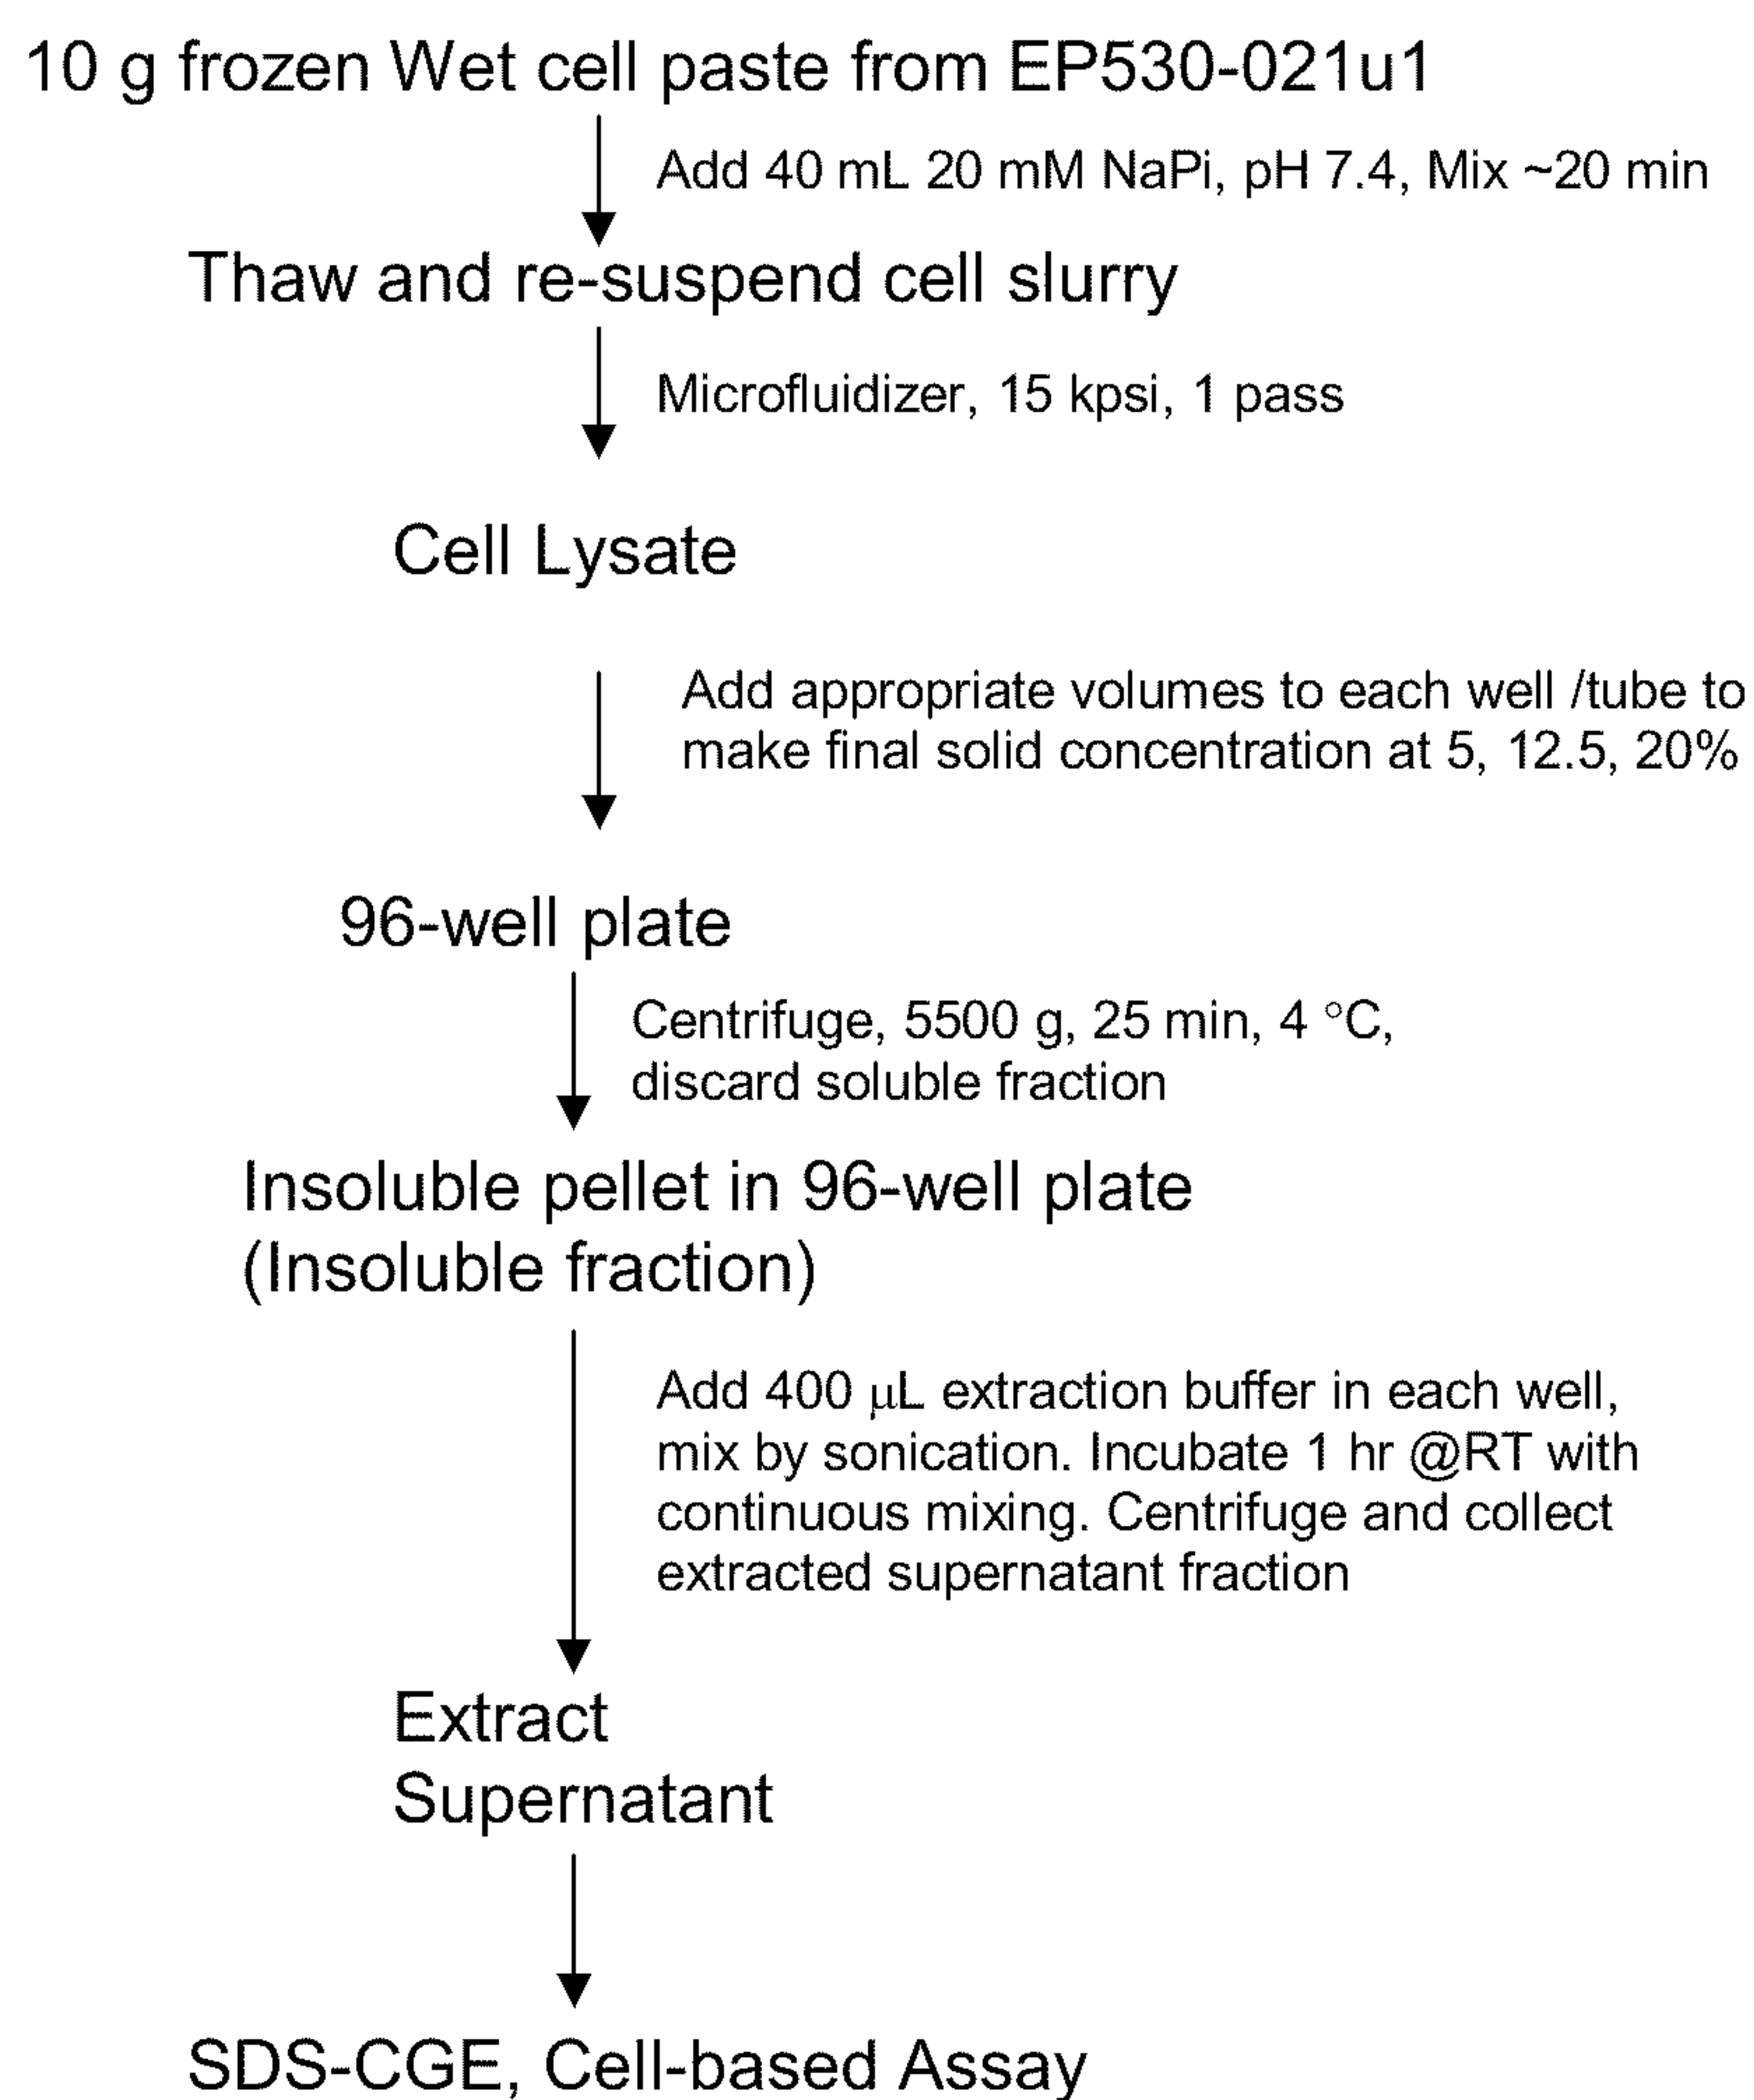 10 g frozen Wet cell paste from EP530-021u1
Add 40 mL 20 mM NaPi, pH 7.4, Mix ~20 min
Thaw and re-suspend cell slurry
Microfluidizer, 15 kpsi, 1 pass
Cell Lysate
Add appropriate volumes to each well /tube to
make final solid concentration at 5, 12.5, 20%
96-well plate
Centrifuge, 5500 g, 25 min, 4 °C,
discard soluble fraction
Insoluble pellet in 96-well plate
(Insoluble fraction)
Add 400 µL extraction buffer in each well,
mix by sonication. Incubate 1 hr @RT with
continuous mixing. Centrifuge and collect
extracted supernatant fraction
Extract
Supernatant
SDS-CGE, Cell-based Assay